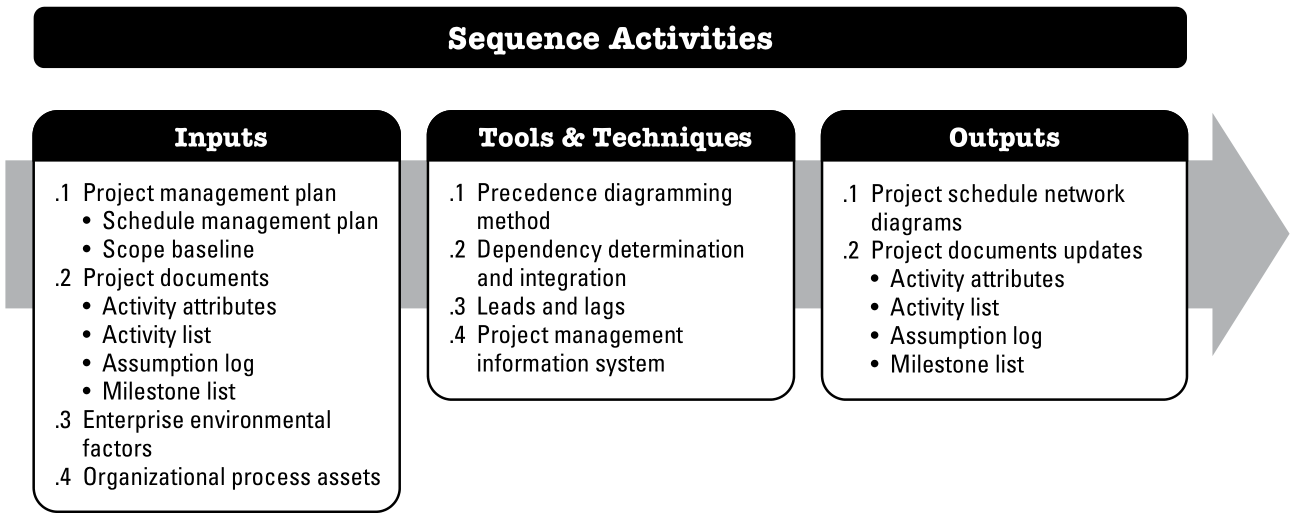 Sequence Activities
Inputs
.1 Project management plan
• Schedule management plan
• Scope baseline
.2 Project documents
• Activity attributes
• Activity list
• Assumption log
• Milestone list
.3 Enterprise environmental
factors
.4 Organizational process assets
Tools & Techniques
.1 Precedence diagramming
method
.2 Dependency determination
and integration
.3 Leads and lags
.4 Project management
information system
Outputs
.1 Project schedule network
diagrams
.2 Project documents updates
• Activity attributes
• Activity list
• Assumption log
• Milestone list